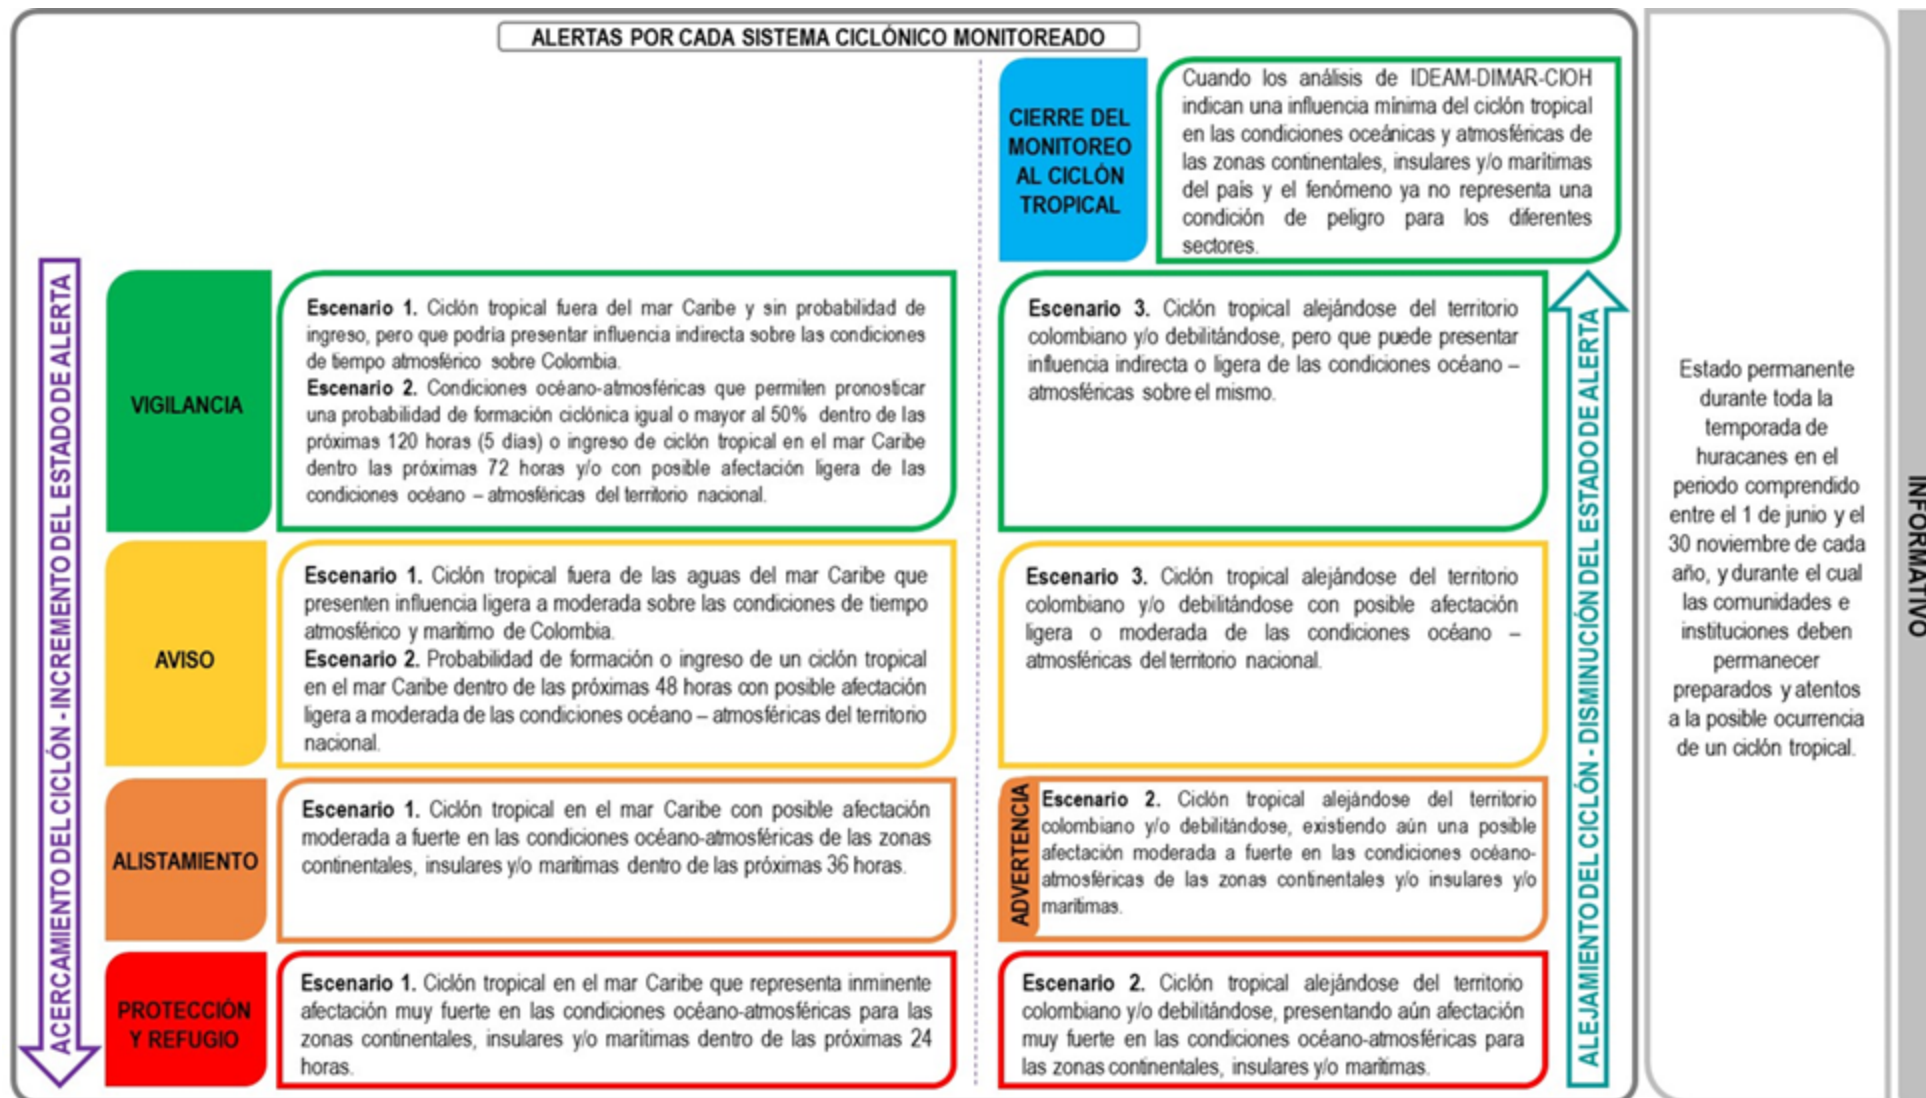 ALERTAS POR CADA SISTEMA CICLÓNICO MONITOREADO
CIERRE DEL
MONITOREO
AL CICLÓN
TROPICAL
Cuando los análisis de IDEAM-DIMAR-CIOH
indican una influencia mínima del ciclón tropical
en las condiciones oceánicas y atmosféricas de
las zonas continentales, insulares y/o marítimas
del país y el fenómeno ya no representa una
condición de peligro para los diferentes
sectores.
ACERCAMIENTO DEL CICLÓN - INCREMENTO DEL ESTADO DE ALERTA
VIGILANCIA
Escenario 1. Ciclón tropical fuera del mar Caribe y sin probabilidad de
ingreso, pero que podría presentar influencia indirecta sobre las condiciones
de tiempo atmosférico sobre Colombia.
Escenario 2. Condiciones océano-atmosféricas que permiten pronosticar
una probabilidad de formación ciclónica igual o mayor al 50% dentro de las
próximas 120 horas (5 días) o ingreso de ciclón tropical en el mar Caribe
dentro las próximas 72 horas y/o con posible afectación ligera de las
condiciones océano – atmosféricas del territorio nacional.
Escenario 3. Ciclón tropical alejándose del territorio
colombiano y/o debilitándose, pero que puede presentar
influencia indirecta o ligera de las condiciones océano –
atmosféricas sobre el mismo.
AVISO
Escenario 1. Ciclón tropical fuera de las aguas del mar Caribe que
presenten influencia ligera a moderada sobre las condiciones de tiempo
atmosférico y marítimo de Colombia.
Escenario 2. Probabilidad de formación o ingreso de un ciclón tropical
en el mar Caribe dentro de las próximas 48 horas con posible afectación
ligera a moderada de las condiciones océano – atmosféricas del territorio
nacional.
Escenario 3. Ciclón tropical alejándose del territorio
colombiano y/o debilitándose con posible afectación
ligera o moderada de las condiciones océano –
atmosféricas del territorio nacional.
ALISTAMIENTO
Escenario 1. Ciclón tropical en el mar Caribe con posible afectación
moderada a fuerte en las condiciones océano-atmosféricas de las zonas
continentales, insulares y/o marítimas dentro de las próximas 36 horas.
ADVERTENCIA
Escenario 2. Ciclón tropical alejándose del territorio
colombiano y/o debilitándose, existiendo aún una posible
afectación moderada a fuerte en las condiciones océano-
atmosféricas de las zonas continentales y/o insulares y/o
marítimas.
PROTECCIÓN
Y REFUGIO
Escenario 1. Ciclón tropical en el mar Caribe que representa inminente
afectación muy fuerte en las condiciones océano-atmosféricas para las
zonas continentales, insulares y/o marítimas dentro de las próximas 24
horas.
Escenario 2. Ciclón tropical alejándose del territorio
colombiano y/o debilitándose, presentando aún afectación
muy fuerte en las condiciones océano-atmosféricas para
las zonas continentales, insulares y/o marítimas.
ALEJAMIENTO DEL CICLÓN - DISMINUCIÓN DEL ESTADO DE ALERTA
Estado permanente
durante toda la
temporada de
huracanes en el
periodo comprendido
entre el 1 de junio y el
30 noviembre de cada
año, y durante el cual
las comunidades e
instituciones deben
permanecer
preparados y atentos
a la posible ocurrencia
de un ciclón tropical.
INFORMATIVO